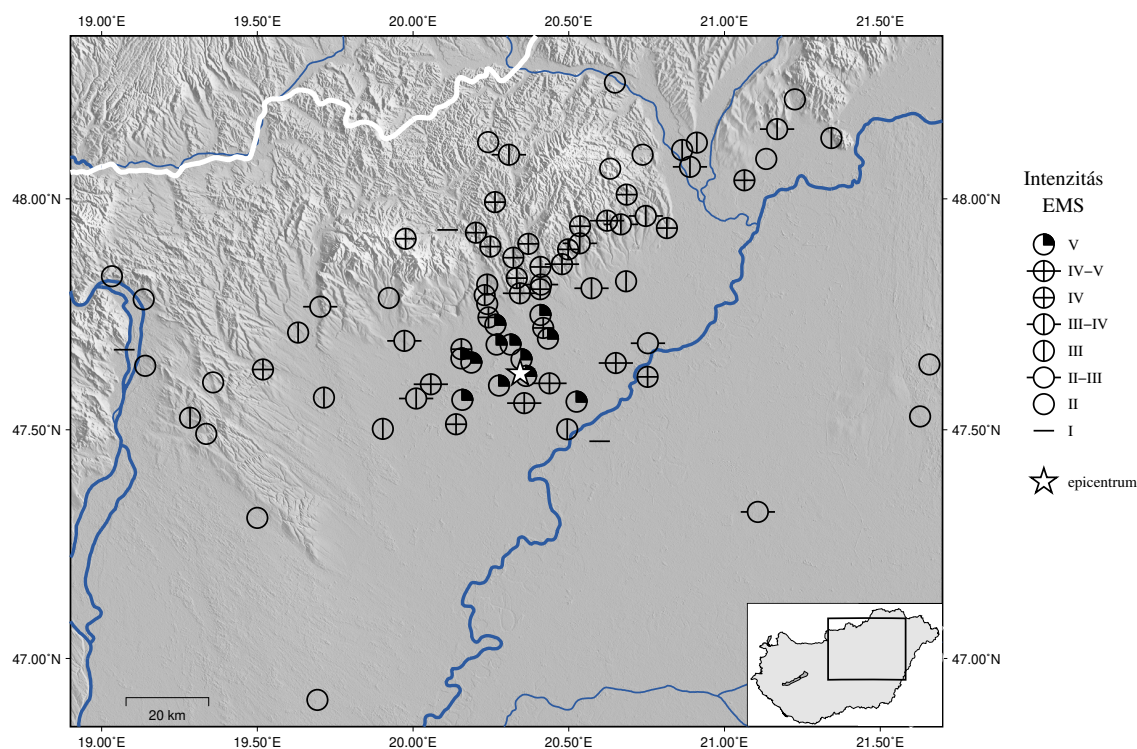 19.00°E 19.50°E 20.00°E 20.50°E 21.00°E 21.50°E
48.00°N 48.00°N
47.50°N 47.50°N
47.00°N 47.00°N
20 km
19.00°E 19.50°E 20.00°E 20.50°E 21.00°E 21.50°E
Intenzitás
EMS
V
IV–V
IV
III–IV
III
II–III
II
I
epicentrum